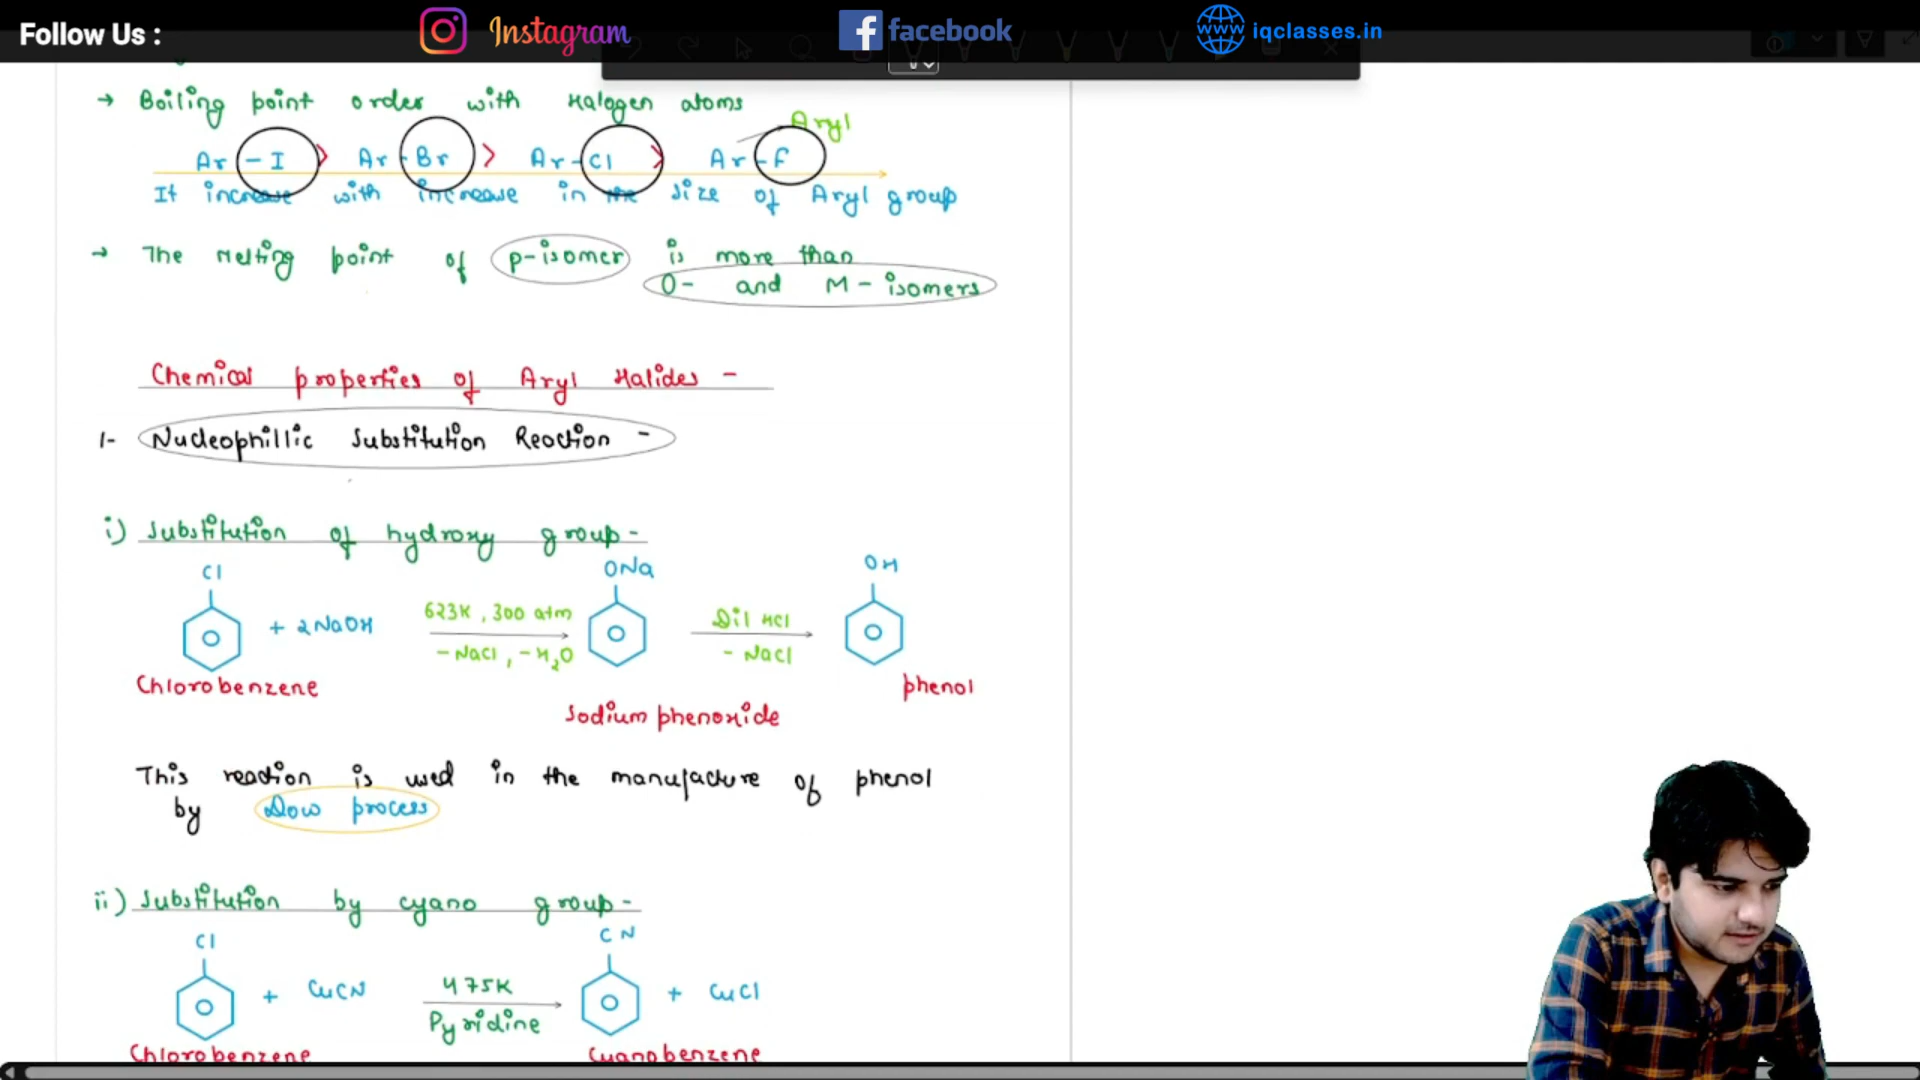 Follow Us : Instagram facebook www iqclasses.in
→ Boiling point order with Halogen atoms
Aryl
Ar - I > Ar - Br > Ar - Cl > Ar - F
It increase with increase in the size of Aryl group
→ The Melting point of p-isomer is more than
O- and M - isomers
Chemical properties of Aryl Halides -
1- Nucleophillic Substitution Reaction -
i) Substitution of hydroxy group -
Cl ONa OH
+ 2NaOH 623K, 300 atm Dil HCl
- NaCl, - H₂O - NaCl
Chlorobenzene phenol
Sodium phenoxide
This reaction is used in the manufacture of phenol
by Dow process
ii) Substitution by cyano group -
Cl CN
+ CuCN 475K + CuCl
Pyridine
Chlorobenzene Cyanobenzene